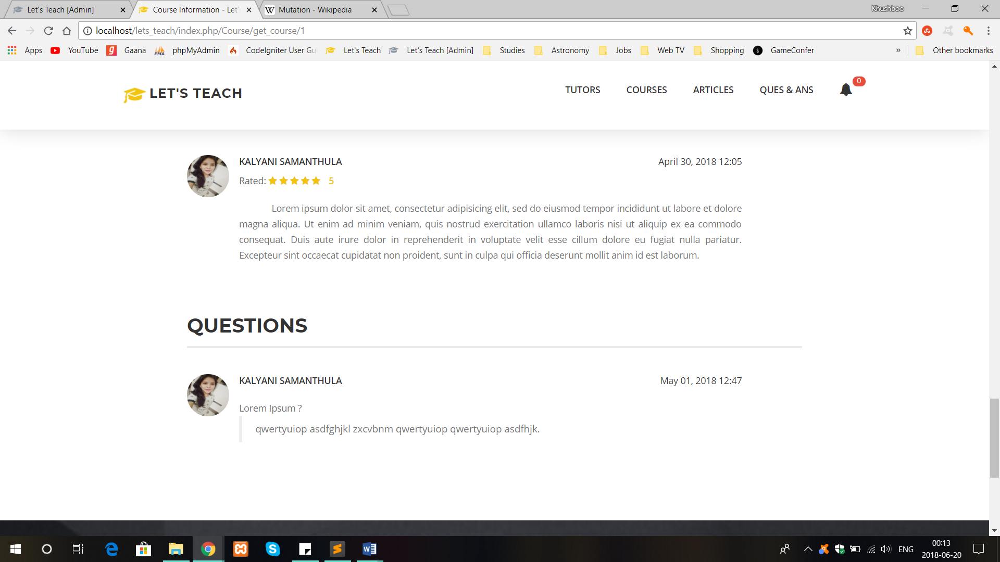 Let's Teach [Admin]
Course Information - Let'
Mutation - Wikipedia
Khushboo
localhost/lets_teach/index.php/Course/get_course/1
Apps YouTube Gaana phpMyAdmin CodeIgniter User Gu Let's Teach Let's Teach [Admin] Studies Astronomy Jobs Web TV Shopping GameConfer » Other bookmarks
LET'S TEACH
TUTORS COURSES ARTICLES QUES & ANS 0
KALYANI SAMANTHULA April 30, 2018 12:05
Rated: 5
Lorem ipsum dolor sit amet, consectetur adipisicing elit, sed do eiusmod tempor incididunt ut labore et dolore
magna aliqua. Ut enim ad minim veniam, quis nostrud exercitation ullamco laboris nisi ut aliquip ex ea commodo
consequat. Duis aute irure dolor in reprehenderit in voluptate velit esse cillum dolore eu fugiat nulla pariatur.
Excepteur sint occaecat cupidatat non proident, sunt in culpa qui officia deserunt mollit anim id est laborum.
QUESTIONS
KALYANI SAMANTHULA May 01, 2018 12:47
Lorem Ipsum ?
qwertyuiop asdfghjkl zxcvbnm qwertyuiop qwertyuiop asdfhjk.
ENG
00:13
2018-06-20